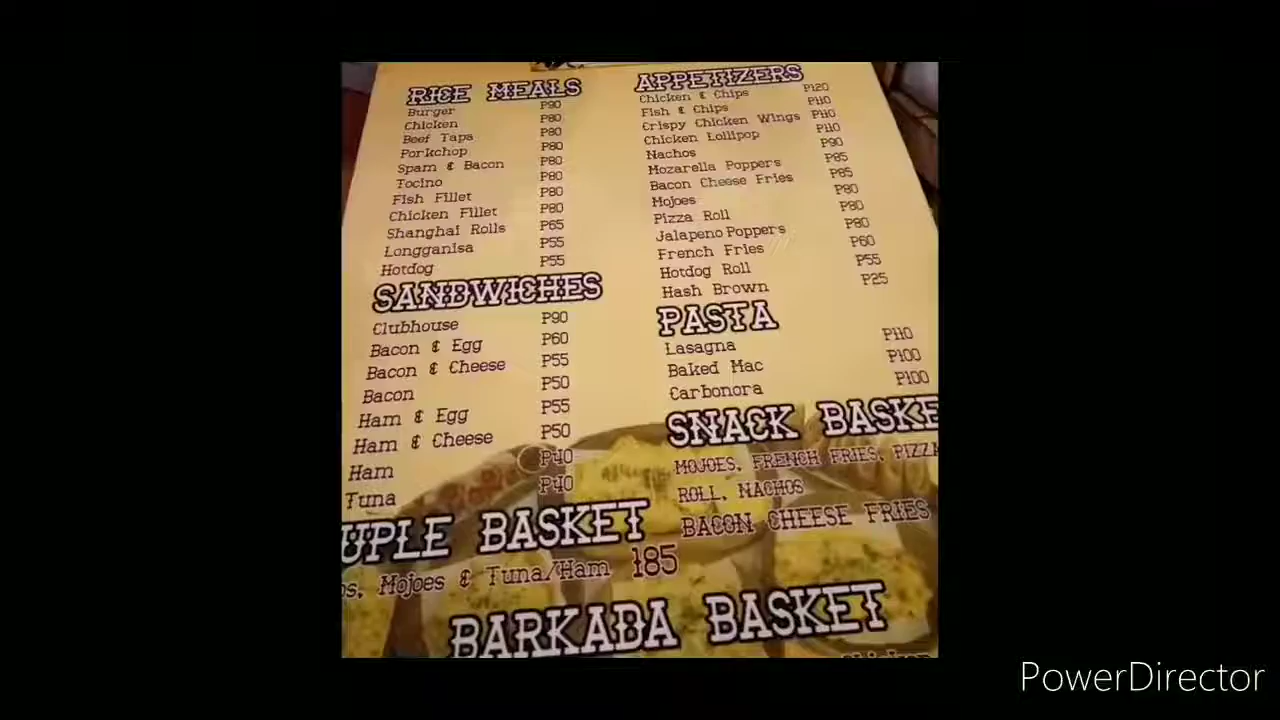 RICE MEALS
Burger P90
Chicken P80
Beef Tapa P80
Porkchop P80
Spam & Bacon P80
Tocino P80
Fish Fillet P80
Chicken Fillet P80
Shanghai Rolls P65
Longganisa P55
Hotdog P55
SANDWICHES
Clubhouse P90
Bacon & Egg P60
Bacon & Cheese P55
Bacon P50
Ham & Egg P55
Ham & Cheese P50
Ham P40
Tuna P40
UPLE BASKET
os, Mojoes & Tuna/Ham 185
APPETIZERS
Chicken & Chips P120
Fish & Chips P110
Crispy Chicken Wings P110
Chicken Lollipop P110
Nachos P90
Mozarella Poppers P85
Bacon Cheese Fries P85
Mojoes P80
Pizza Roll P80
Jalapeno Poppers P80
French Fries P60
Hotdog Roll P55
Hash Brown P25
PASTA
Lasagna P110
Baked Mac P100
Carbonora P100
SNACK BASKE
MOJOES, FRENCH FRIES, PIZZA
ROLL, NACHOS
BACON CHEESE FRIES
BARKADA BASKET
PowerDirector